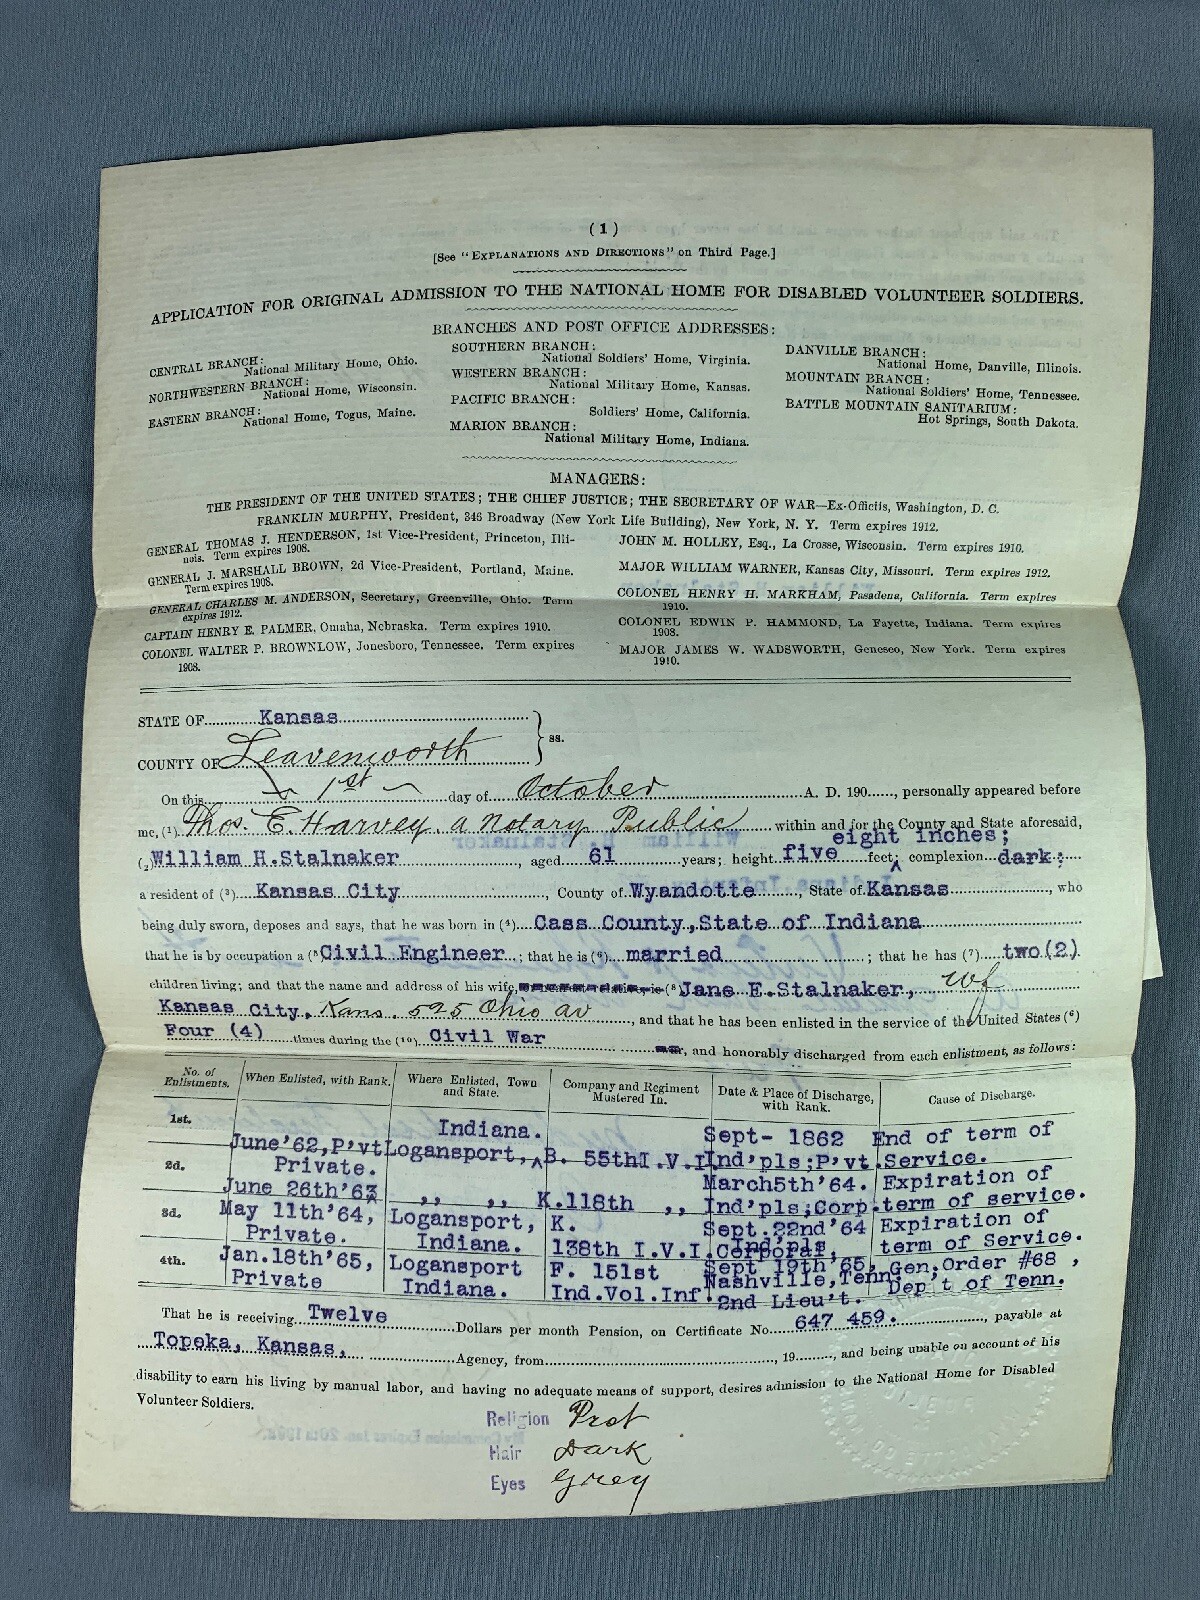 (1)
[See "EXPLANATIONS AND DIRECTIONS" on Third Page.]
APPLICATION FOR ORIGINAL ADMISSION TO THE NATIONAL HOME FOR DISABLED VOLUNTEER SOLDIERS.
BRANCHES AND POST OFFICE ADDRESSES:
CENTRAL BRANCH:
National Military Home, Ohio.
NORTHWESTERN BRANCH:
National Home, Wisconsin.
EASTERN BRANCH:
National Home, Togus, Maine.
SOUTHERN BRANCH:
National Soldiers' Home, Virginia.
WESTERN BRANCH:
National Military Home, Kansas.
PACIFIC BRANCH:
Soldiers' Home, California.
MARION BRANCH:
National Military Home, Indiana.
DANVILLE BRANCH:
National Home, Danville, Illinois.
MOUNTAIN BRANCH:
National Soldiers' Home, Tennessee.
BATTLE MOUNTAIN SANITARIUM:
Hot Springs, South Dakota.
MANAGERS:
THE PRESIDENT OF THE UNITED STATES; THE CHIEF JUSTICE; THE SECRETARY OF WAR—Ex-Officiis, Washington, D. C.
FRANKLIN MURPHY, President, 346 Broadway (New York Life Building), New York, N. Y. Term expires 1912.
GENERAL THOMAS J. HENDERSON, 1st Vice-President, Princeton, Illi-
nois. Term expires 1908.
GENERAL J. MARSHALL BROWN, 2d Vice-President, Portland, Maine.
Term expires 1908.
GENERAL CHARLES M. ANDERSON, Secretary, Greenville, Ohio. Term
expires 1912.
CAPTAIN HENRY E. PALMER, Omaha, Nebraska. Term expires 1910.
COLONEL WALTER P. BROWNLOW, Jonesboro, Tennessee. Term expires
1908.
JOHN M. HOLLEY, Esq., La Crosse, Wisconsin. Term expires 1910.
MAJOR WILLIAM WARNER, Kansas City, Missouri. Term expires 1912.
COLONEL HENRY H. MARKHAM, Pasadena, California. Term expires
1910.
COLONEL EDWIN P. HAMMOND, La Fayette, Indiana. Term expires
1908.
MAJOR JAMES W. WADSWORTH, Geneseo, New York. Term expires
1910.
STATE OF Kansas
ss.
COUNTY OF Leavenworth
On this 1st day of October A. D. 190......, personally appeared before
me, (1) Thos. E. Harvey, a Notary Public within and for the County and State aforesaid,
eight inches;
(2) William H.Stalnaker, aged 61 years; height five feet; complexion dark;
a resident of (3) Kansas City, County of Wyandotte, State of Kansas, who
being duly sworn, deposes and says, that he was born in (4) Cass County, State of Indiana
that he is by occupation a (5) Civil Engineer; that he is (6) married; that he has (7) two (2)
children living; and that the name and address of his wife, (8) Jane E.Stalnaker, wf
Kansas City, Kans. 525 Ohio av, and that he has been enlisted in the service of the United States (6)
Four (4) times during the (10) Civil War, and honorably discharged from each enlistment, as follows:
No. of Enlistments. When Enlisted, with Rank. Where Enlisted, Town and State. Company and Regiment Mustered In. Date & Place of Discharge, with Rank. Cause of Discharge.
1st. June'62, P'vt Logansport, Indiana. B. 55th I.V.I. Sept- 1862 Ind'pls; P'vt. End of term of Service.
2d. Private. June 26th'63 ,, ,, K.118th ,, March5th'64. Ind'pls; Corp. Expiration of term of service.
3d. May 11th'64, Private. Logansport, Indiana. K. 138th I.V.I. Sept.22nd'64 Ind'pls Corporal, Expiration of term of Service.
4th. Jan.18th'65, Private Logansport Indiana. F. 151st Ind.Vol.Inf. Sept 19th'65, Nashville, Tenn. 2nd Lieu't. Gen.Order #68, Dep't of Tenn.
That he is receiving Twelve Dollars per month Pension, on Certificate No. 647 459., payable at
Topeka, Kansas, Agency, from, 19......, and being unable on account of his
disability to earn his living by manual labor, and having no adequate means of support, desires admission to the National Home for Disabled
Volunteer Soldiers.
Religion Prot
Hair Dark
Eyes Grey